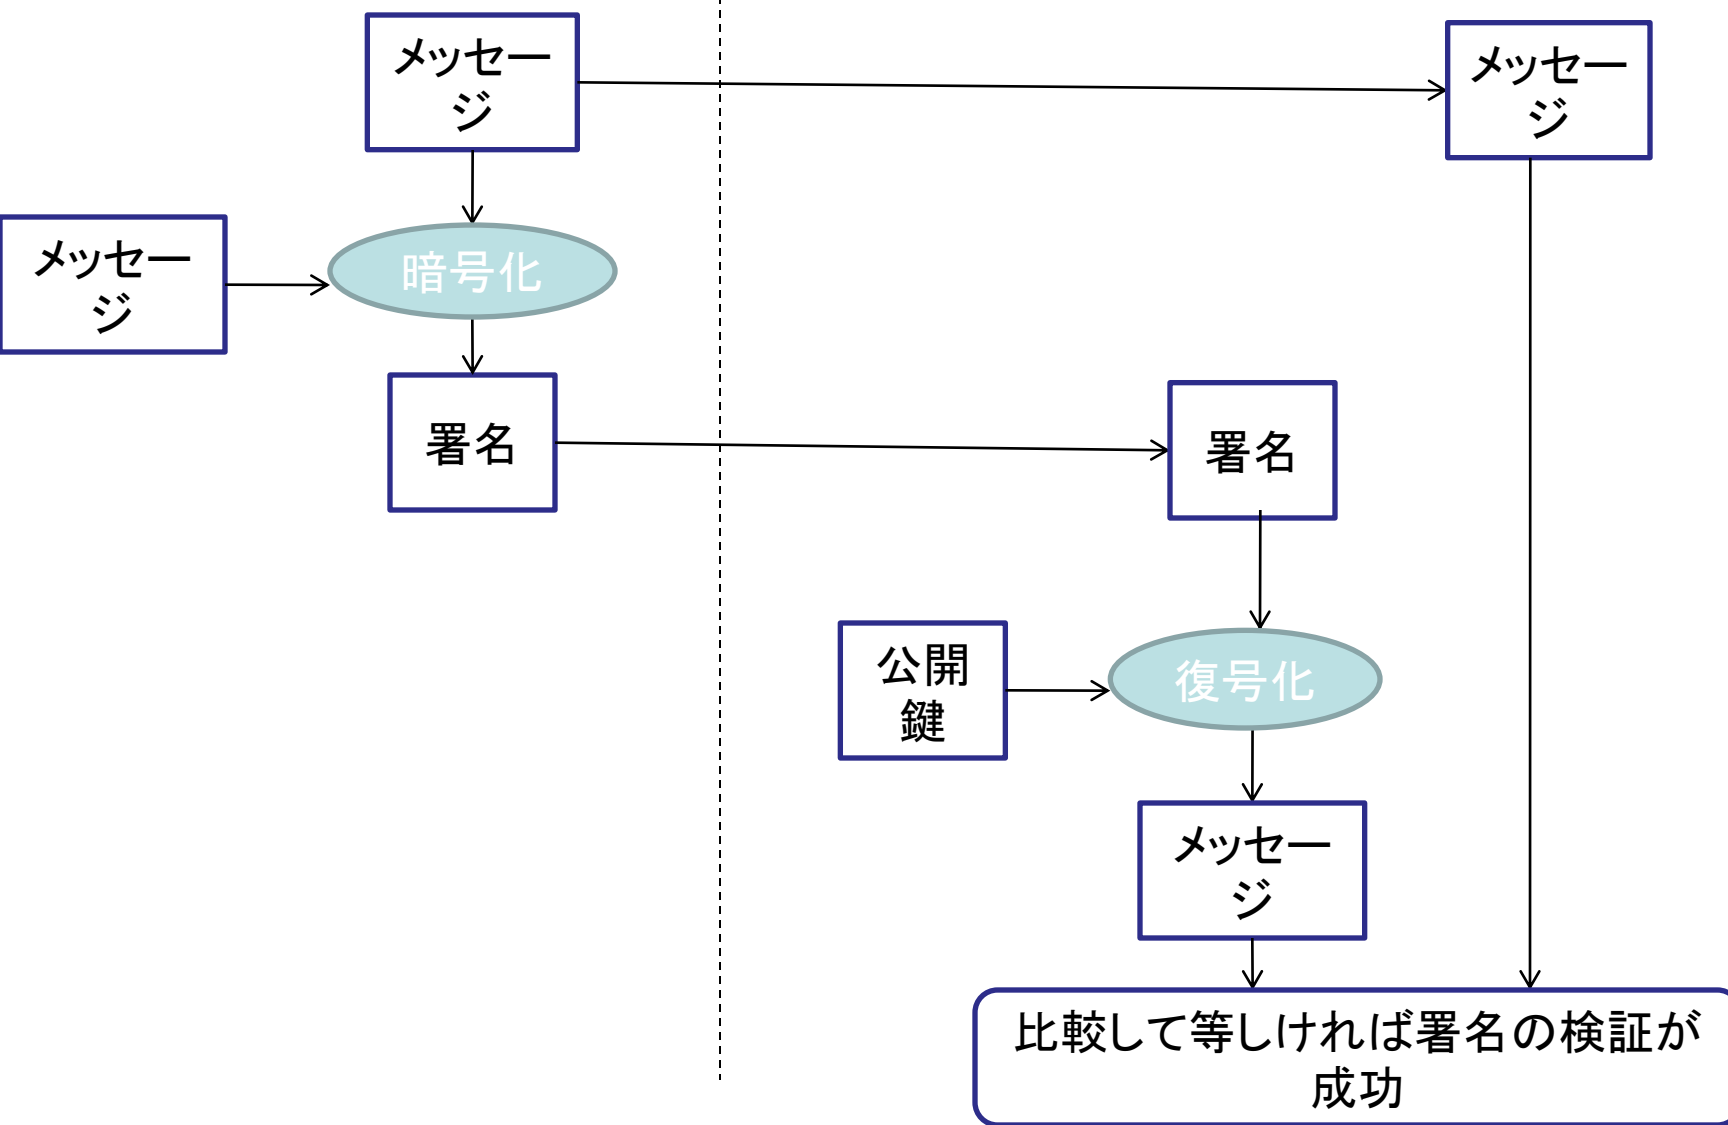 メッセー
ジ
メッセー
ジ
メッセー
ジ
暗号化
署名
署名
公開
鍵
復号化
メッセー
ジ
比較して等しければ署名の検証が
成功